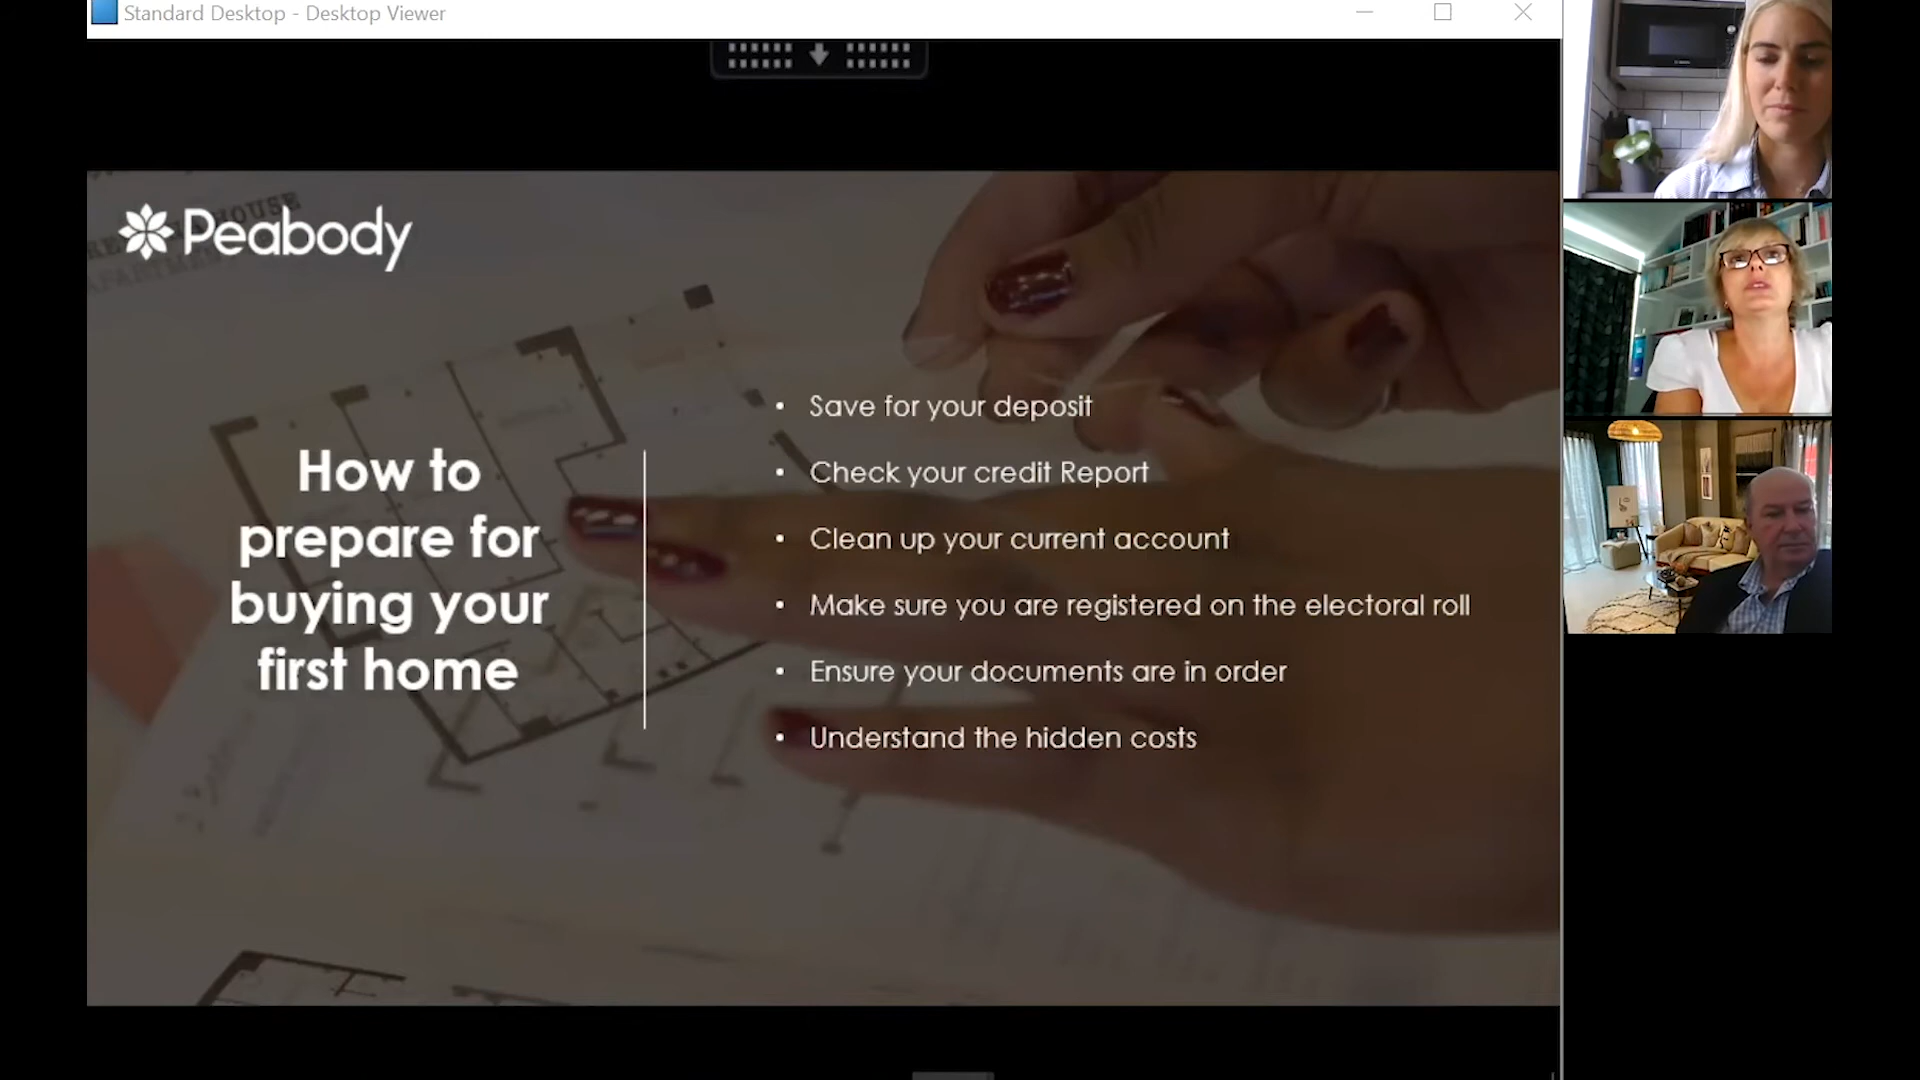 Standard Desktop - Desktop Viewer
Peabody
How to
prepare for
buying your
first home
• Save for your deposit
• Check your credit Report
• Clean up your current account
• Make sure you are registered on the electoral roll
• Ensure your documents are in order
• Understand the hidden costs